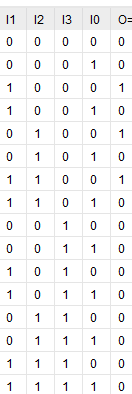 I1 I2 I3 I0 O=
0 0 0 0 0
0 0 0 1 0
1 0 0 0 1
1 0 0 1 0
0 1 0 0 1
0 1 0 1 0
1 1 0 0 1
1 1 0 1 0
0 0 1 0 0
0 0 1 1 0
1 0 1 0 0
1 0 1 1 0
0 1 1 0 0
0 1 1 1 0
1 1 1 0 0
1 1 1 1 0